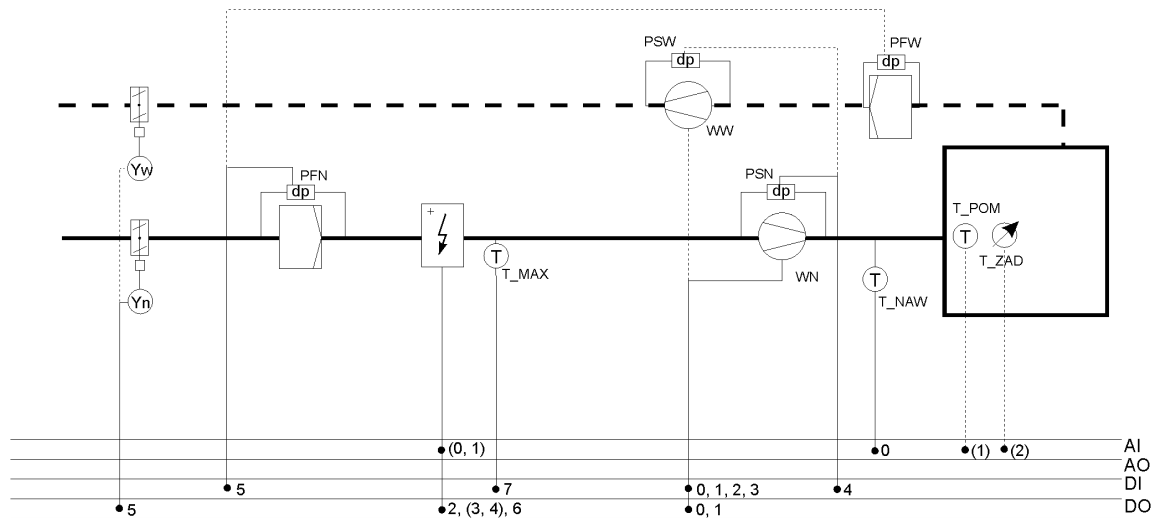 PSW
PFW
dp
dp
WW
Yw
PFN
dp
PSN
dp
T_POM
+
T
T
T_MAX
T_ZAD
WN
T
Yn
T_NAW
(0, 1)
0
(1)
(2)
AI
AO
5
7
0, 1, 2, 3
4
DI
5
2, (3, 4), 6
0, 1
DO